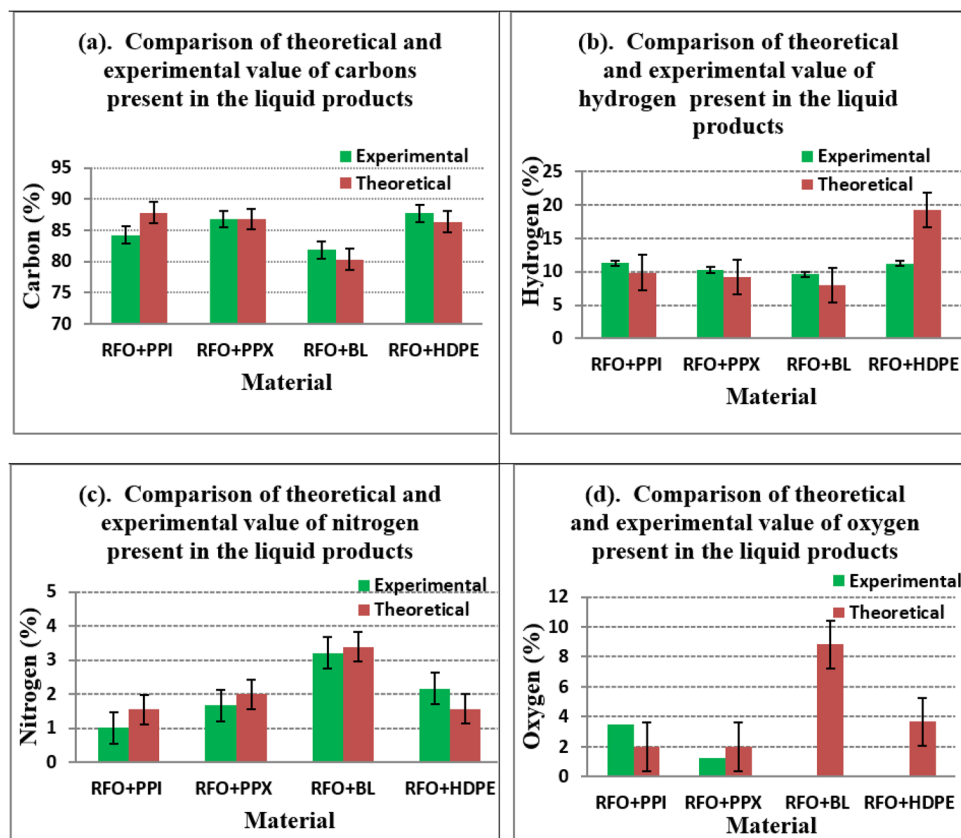 (a).  Comparison of theoretical and
experimental value of carbons
present in the liquid products
Experimental
Theoretical
95
90
85
80
75
70
Carbon (%)
RFO+PPI RFO+PPX RFO+BL RFO+HDPE
Material
(b).  Comparison of theoretical
and experimental value of
hydrogen  present in the liquid
products
Experimental
Theoretical
25
20
15
10
5
0
Hydrogen (%)
RFO+PPI RFO+PPX RFO+BL RFO+HDPE
Material
(c).  Comparison of theoretical and
experimental value of nitrogen
present in the liquid products
Experimental
Theoretical
5
4
3
2
1
0
Nitrogen (%)
RFO+PPI RFO+PPX RFO+BL RFO+HDPE
(d).  Comparison of theoretical
and experimental value of oxygen
present in the liquid products
Experimental
Theoretical
12
10
8
6
4
2
0
Oxygen (%)
RFO+PPI RFO+PPX RFO+BL RFO+HDPE
Material